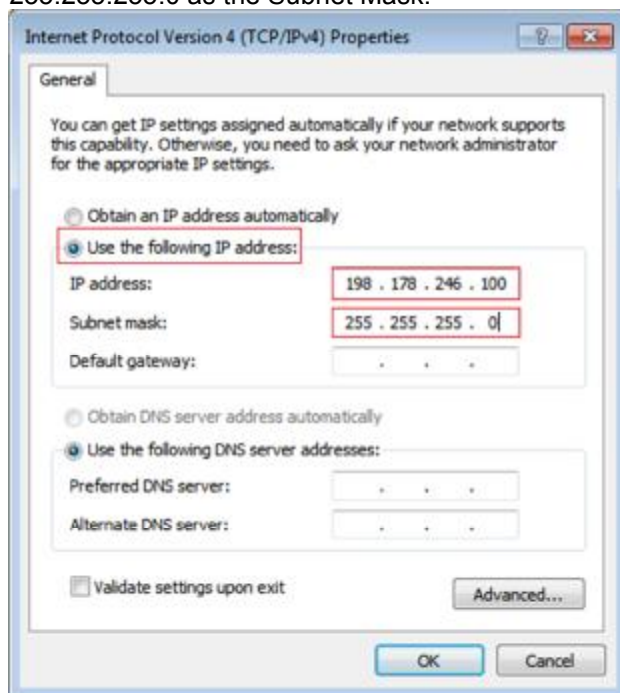 255.255.255.0 as the Subnet Mask.
Internet Protocol Version 4 (TCP/IPv4) Properties
General
You can get IP settings assigned automatically if your network supports
this capability. Otherwise, you need to ask your network administrator
for the appropriate IP settings.
Obtain an IP address automatically
Use the following IP address:
IP address: 198 . 178 . 246 . 100
Subnet mask: 255 . 255 . 255 . 0
Default gateway: . . .
Obtain DNS server address automatically
Use the following DNS server addresses:
Preferred DNS server: . . .
Alternate DNS server: . . .
Validate settings upon exit
Advanced...
OK Cancel